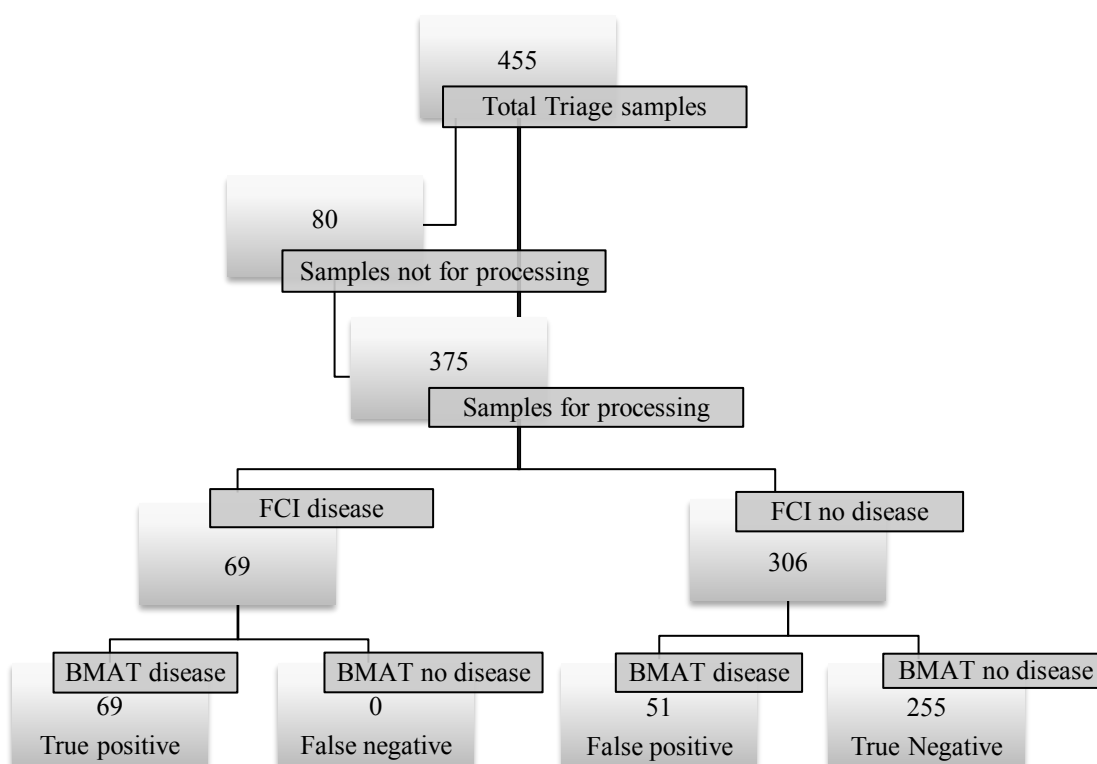 455
Total Triage samples
80
Samples not for processing
375
Samples for processing
FCI disease
69
FCI no disease
306
BMAT disease
69
True positive
BMAT no disease
0
False negative
BMAT disease
51
False positive
BMAT no disease
255
True Negative